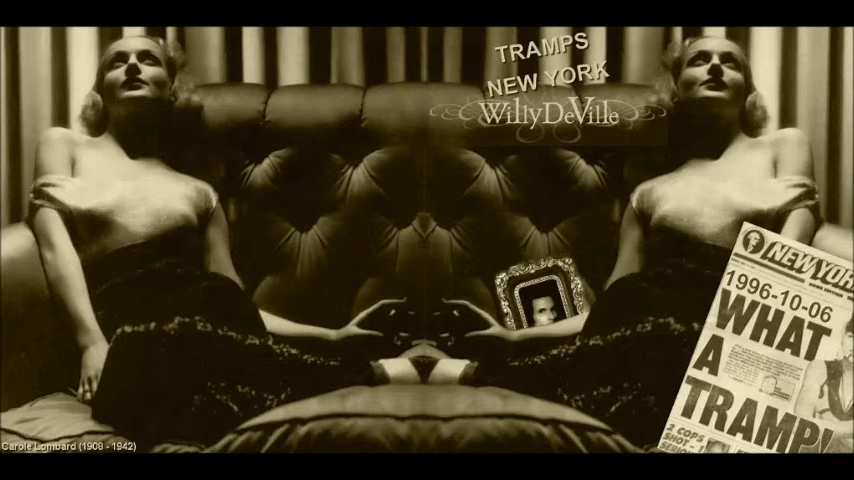 TRAMPS
NEW YORK
WillyDeVille
NEW YORK
1996-10-06
WHAT
A
TRAMP!
2 COPS
SHOT -
Carole Lombard (1908 - 1942)